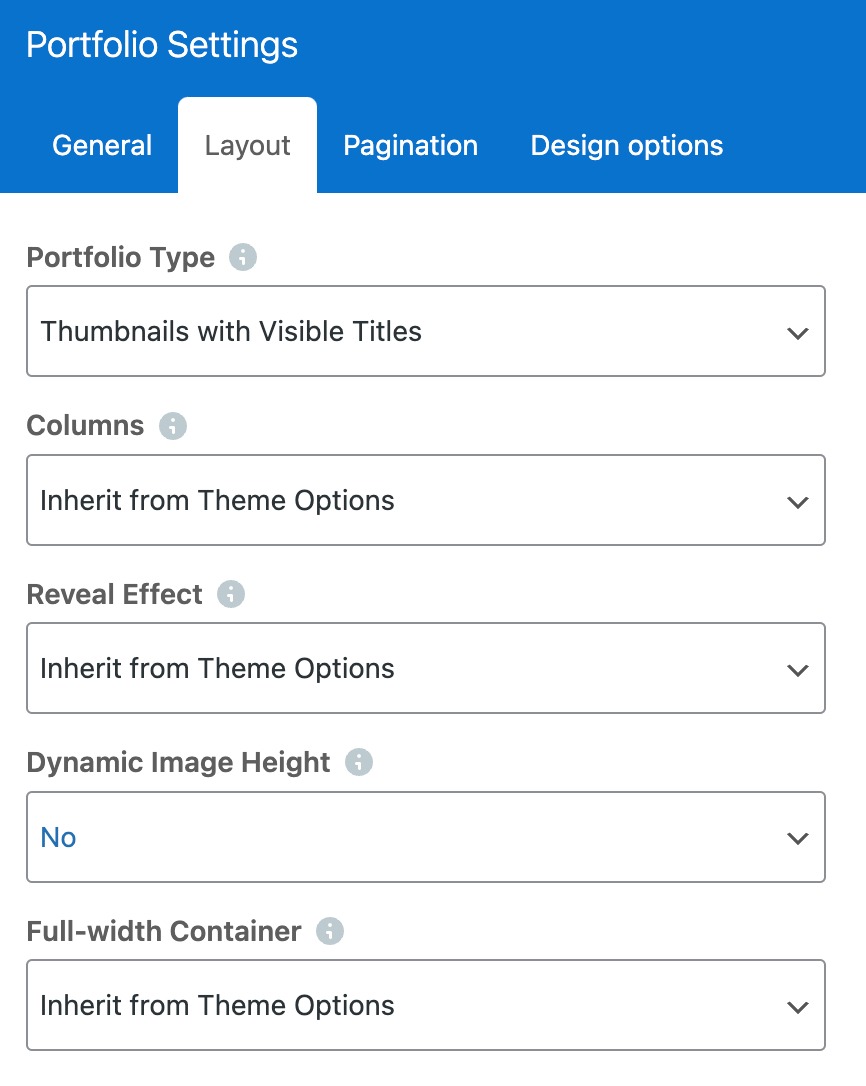 Portfolio Settings
General Layout Pagination Design options
Portfolio Type
Thumbnails with Visible Titles
Columns
Inherit from Theme Options
Reveal Effect
Inherit from Theme Options
Dynamic Image Height
No
Full-width Container
Inherit from Theme Options